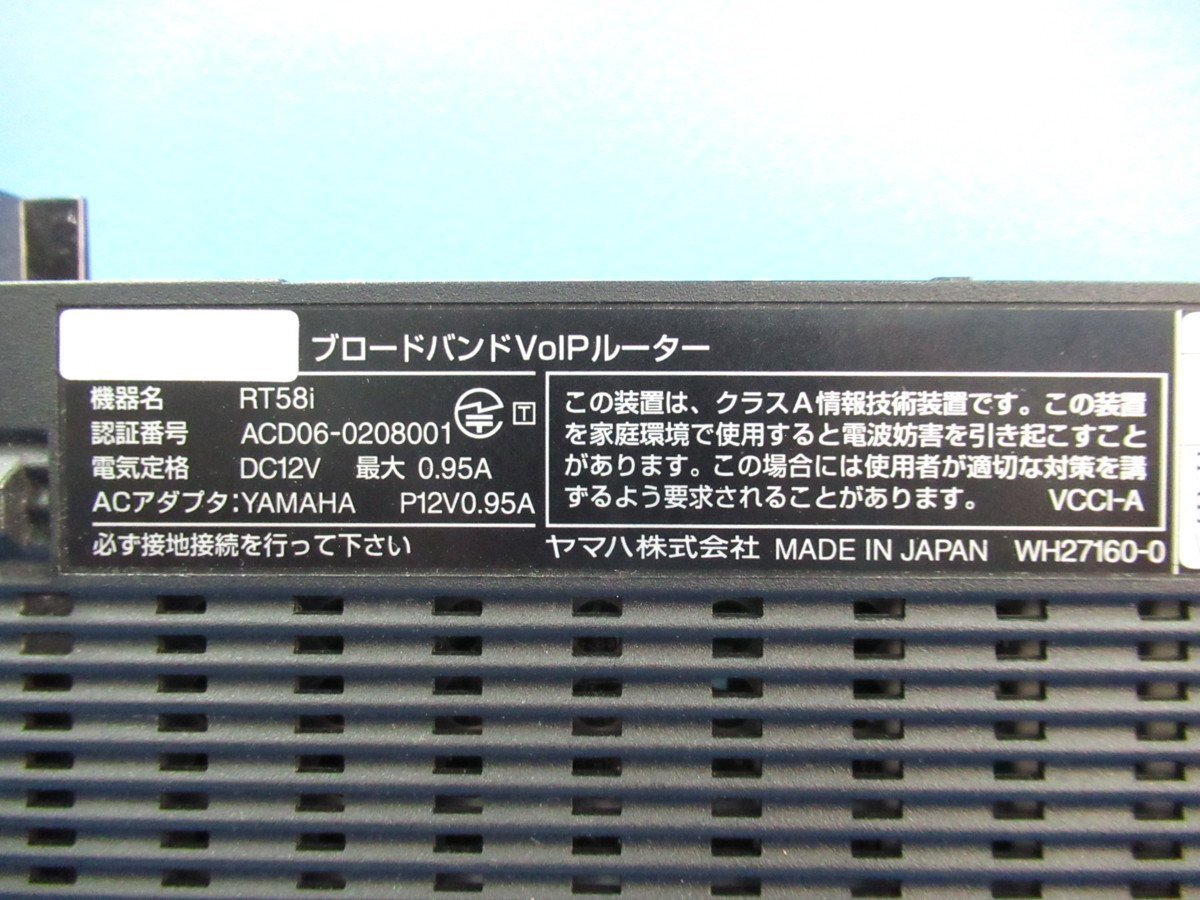 ブロードバンドVoIPルーター
機器名 RT58i
認証番号 ACD06-0208001 T
電気定格 DC12V 最大 0.95A
ACアダプタ:YAMAHA P12V0.95A
必ず接地接続を行って下さい
この装置は、クラスA情報技術装置です。この装置
を家庭環境で使用すると電波妨害を引き起こすこと
があります。この場合には使用者が適切な対策を講
ずるよう要求されることがあります。 VCCI-A
ヤマハ株式会社 MADE IN JAPAN WH27160-0